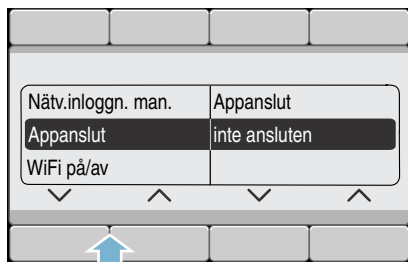 Nätv.inloggn. man. Appanslut
Appanslut inte ansluten
WiFi på/av